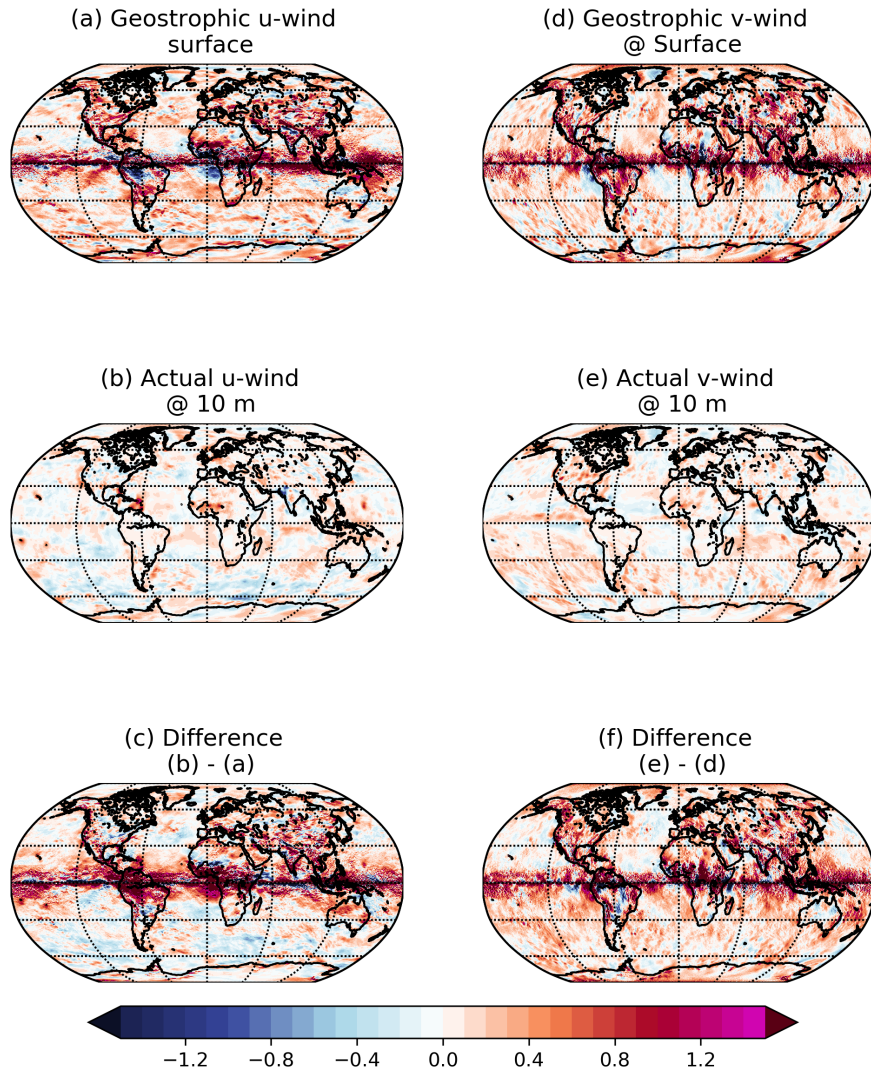 (a) Geostrophic u-wind
surface
(d) Geostrophic v-wind
@ Surface
(b) Actual u-wind
@ 10 m
(e) Actual v-wind
@ 10 m
(c) Difference
(b) - (a)
(f) Difference
(e) - (d)
−1.2 −0.8 −0.4 0.0 0.4 0.8 1.2